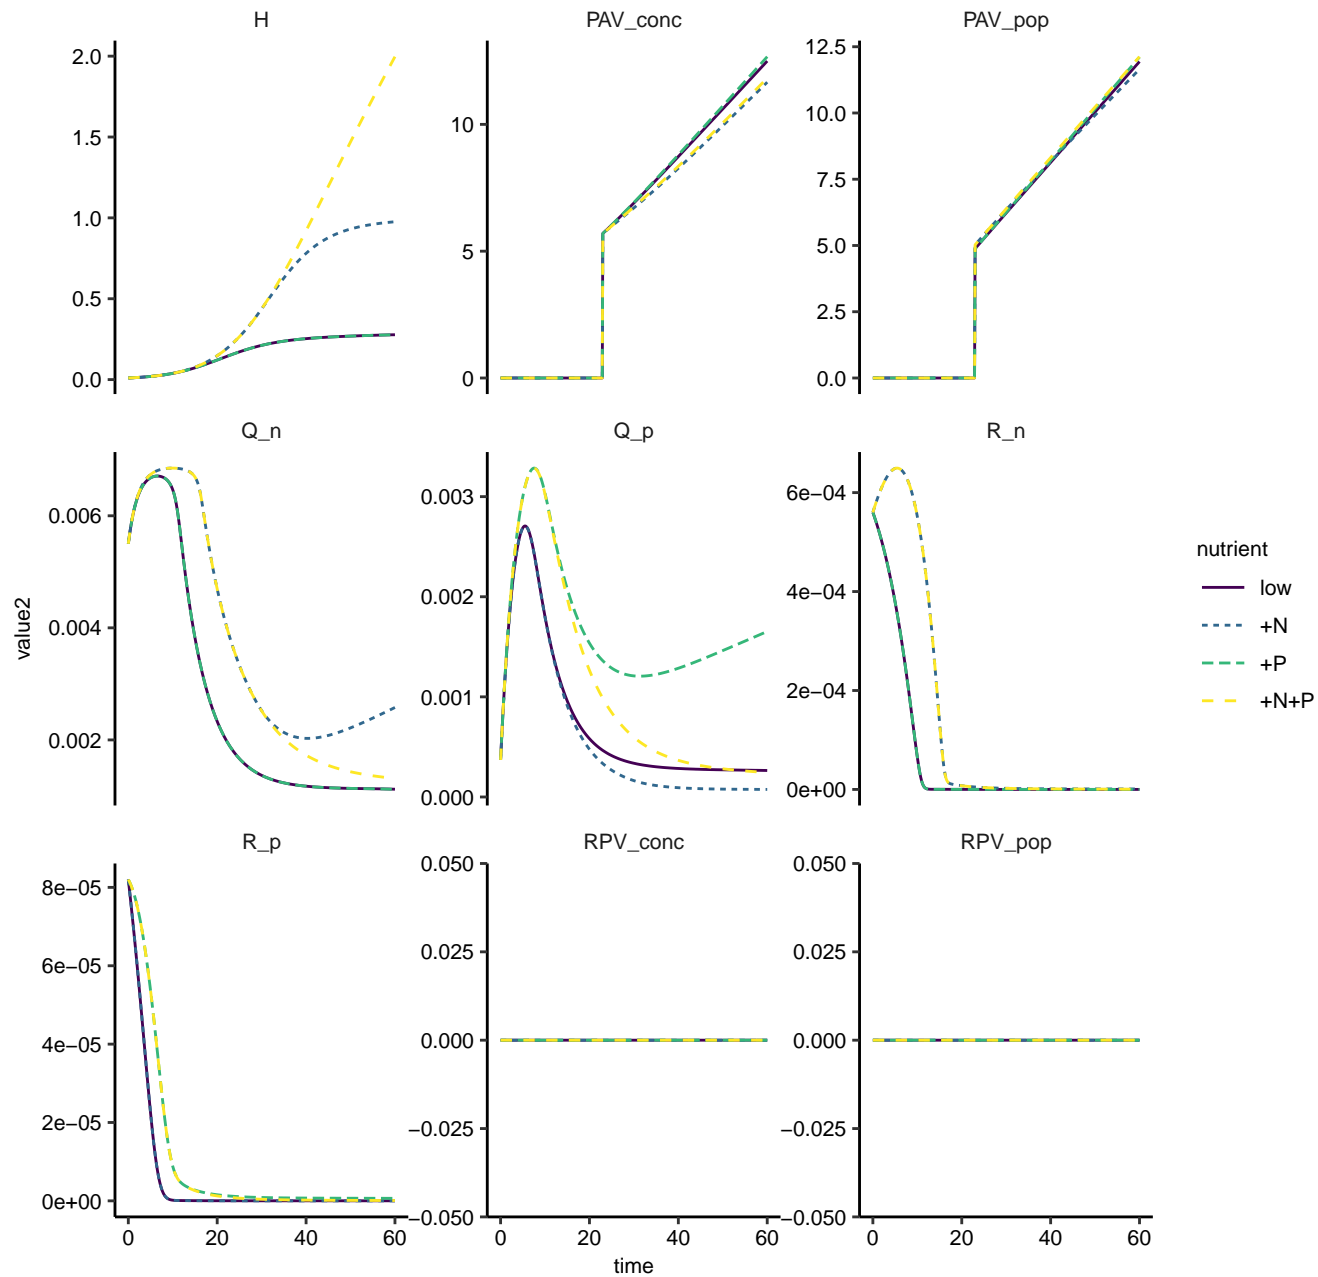 H PAV_conc PAV_pop
2.0
1.5
1.0
0.5
0.0
10
5
0
12.5
10.0
7.5
5.0
2.5
0.0
Q_n Q_p R_n
0.006
0.004
0.002
0.003
0.002
0.001
0.000
6e−04
4e−04
2e−04
0e+00
R_p RPV_conc RPV_pop
8e−05
6e−05
4e−05
2e−05
0e+00
0.050
0.025
0.000
−0.025
−0.050
0.050
0.025
0.000
−0.025
−0.050
0 20 40 60
0 20 40 60
0 20 40 60
time
value2
nutrient
low
+N
+P
+N+P